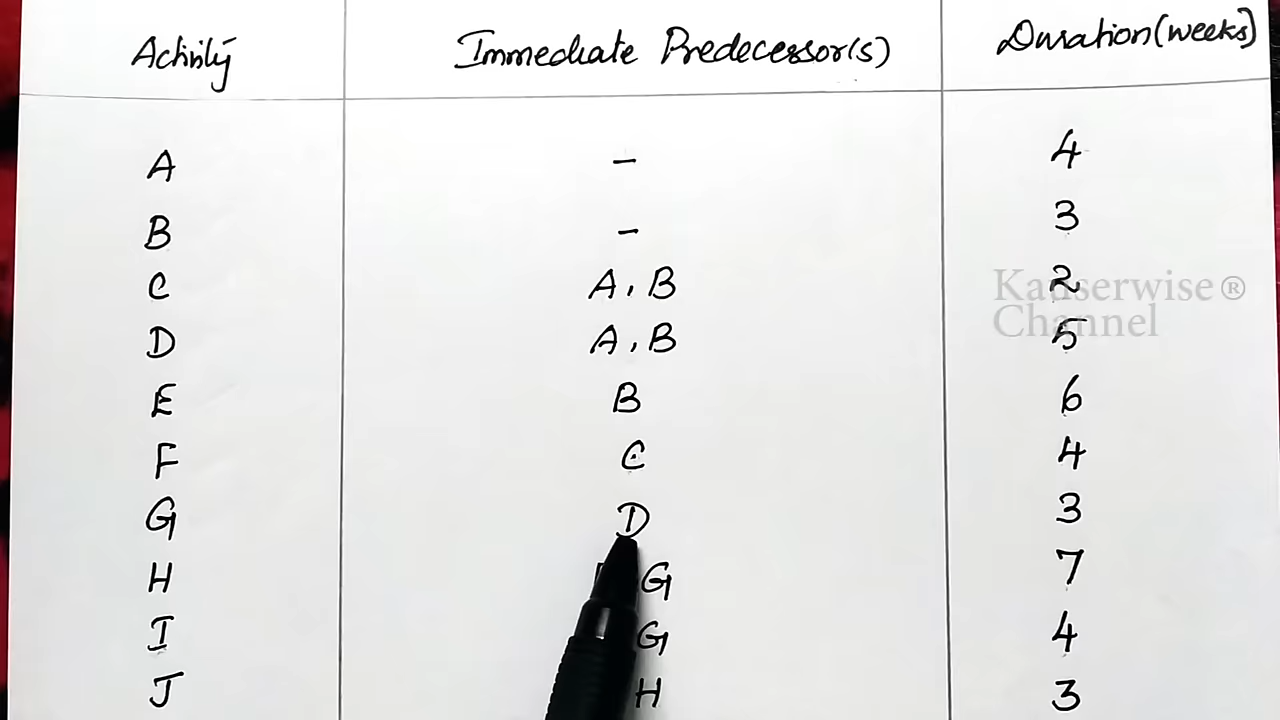 Activity Immediate Predecessor(s) Duration(weeks)
A - 4
B - 3
C A, B 2
D A, B 5
E B 6
F C 4
G D 3
H G 7
I G 4
J H 3
Kauserwise®
Channel